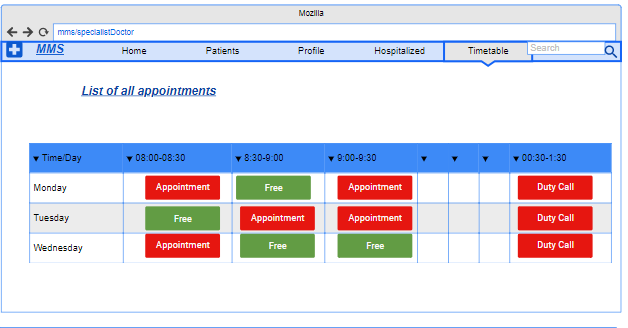 Mozilla
mms/specialistDoctor
MMS Home Patients Profile Hospitalized Timetable Search
List of all appointments
Time/Day 08:00-08:30 8:30-9:00 9:00-9:30 00:30-1:30
Monday Appointment Free Appointment Duty Call
Tuesday Free Appointment Appointment Duty Call
Wednesday Appointment Free Free Duty Call